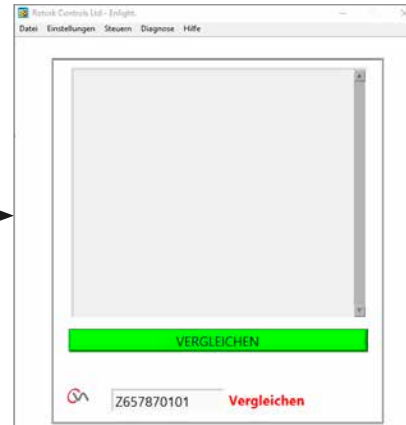 Rotork Controls Ltd - Enlight.
Datei Einstellungen Steuern Diagnose Hilfe
VERGLEICHEN
Z657870101 Vergleichen